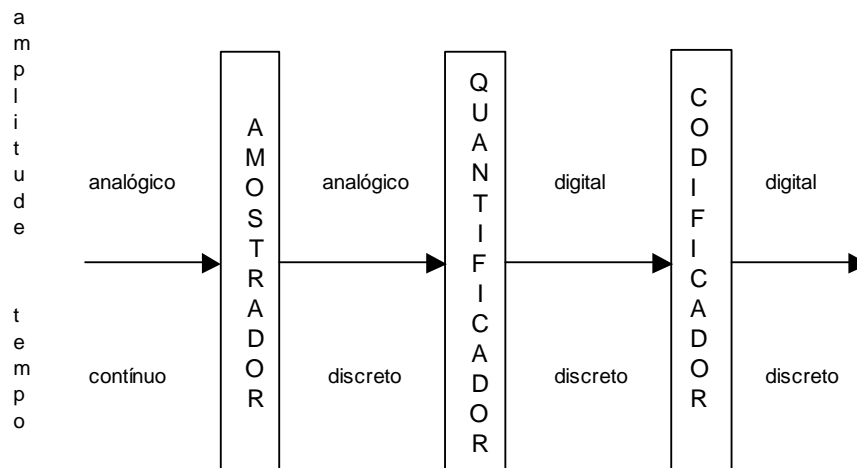 amplitude
tempo
analógico
contínuo
AMOSTRADOR
analógico
discreto
QUANTIFICADOR
digital
discreto
CODIFICADOR
digital
discreto